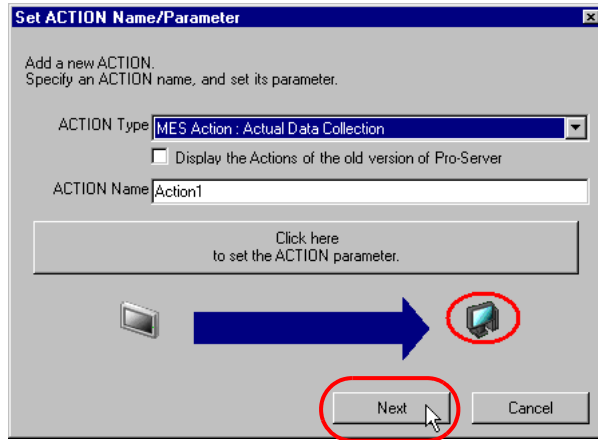 Set ACTION Name/Parameter
Add a new ACTION.
Specify an ACTION name, and set its parameter.
ACTION Type MES Action : Actual Data Collection
Display the Actions of the old version of Pro-Server
ACTION Name Action1
Click here
to set the ACTION parameter.
Next Cancel